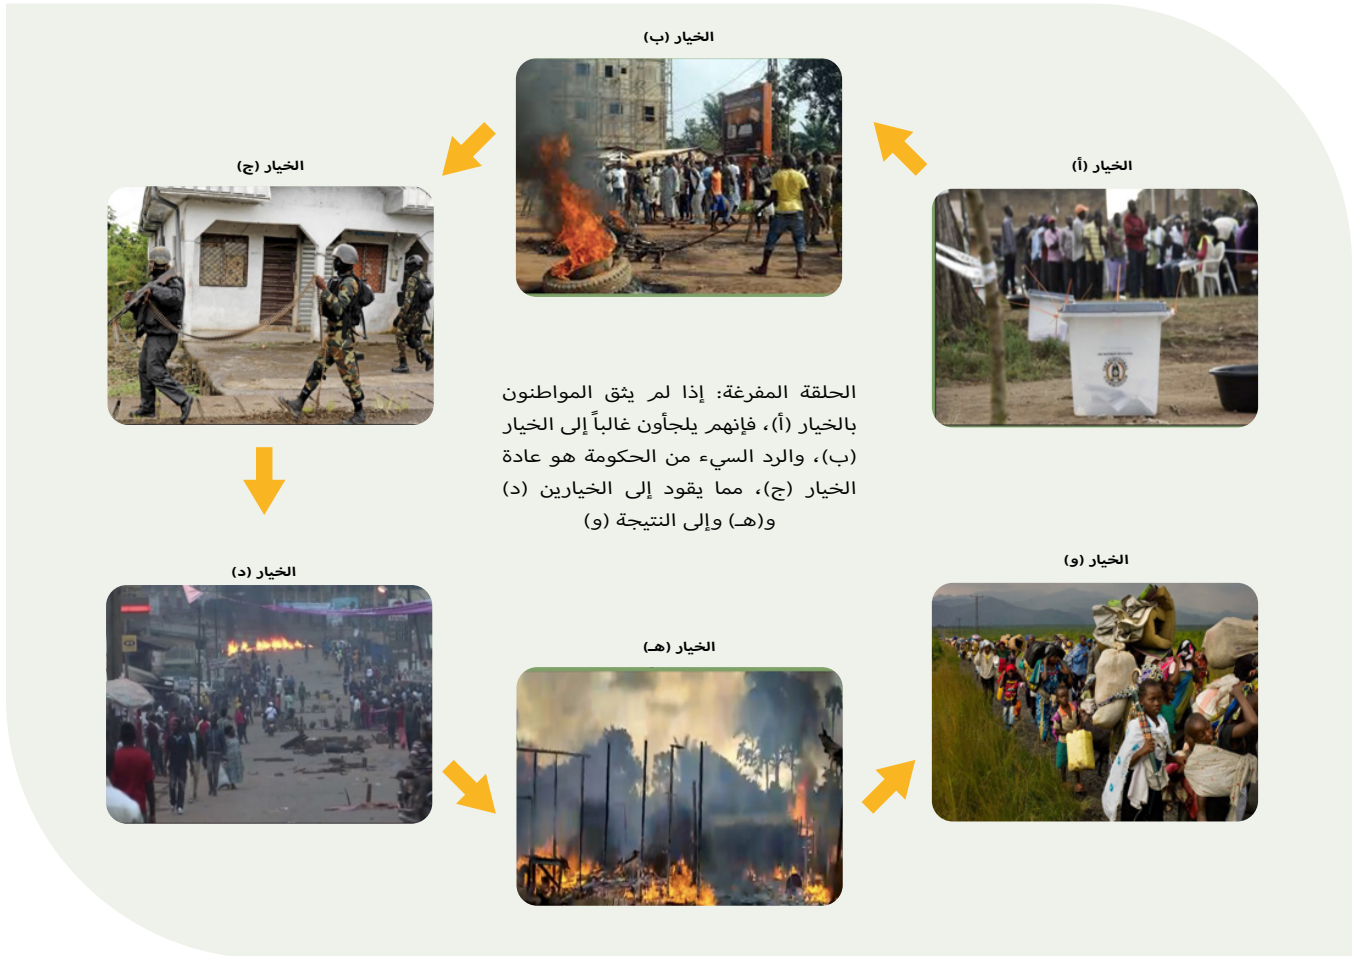 الخيار (ب)
الخيار (أ)
الخيار (ج)
الحلقة المفرغة: إذا لم يثق المواطنون
بالخيار (أ)، فإنهم يلجأون غالباً إلى الخيار
(ب)، والرد السيء من الحكومة هو عادة
الخيار (ج)، مما يقود إلى الخيارين (د)
و(هـ) وإلى النتيجة (و)
الخيار (د)
الخيار (هـ)
الخيار (و)